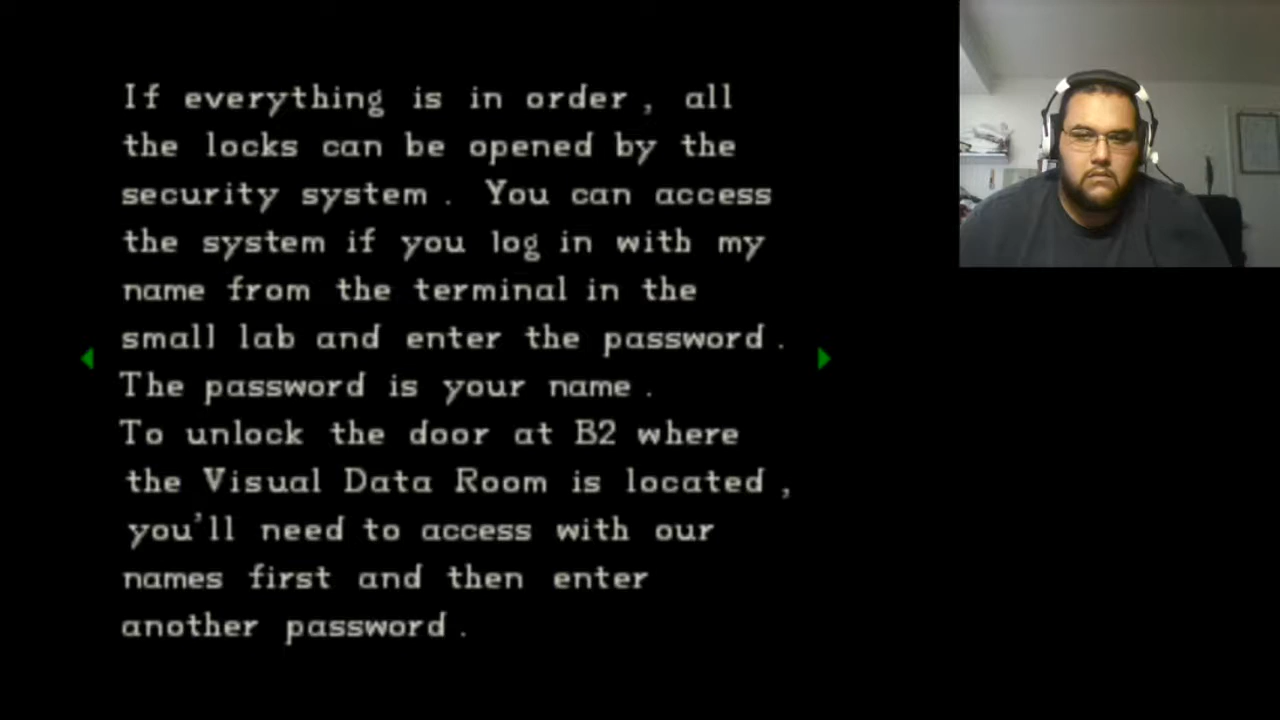 If everything is in order, all
the locks can be opened by the
security system. You can access
the system if you log in with my
name from the terminal in the
small lab and enter the password.
The password is your name.
To unlock the door at B2 where
the Visual Data Room is located,
you'll need to access with our
names first and then enter
another password.